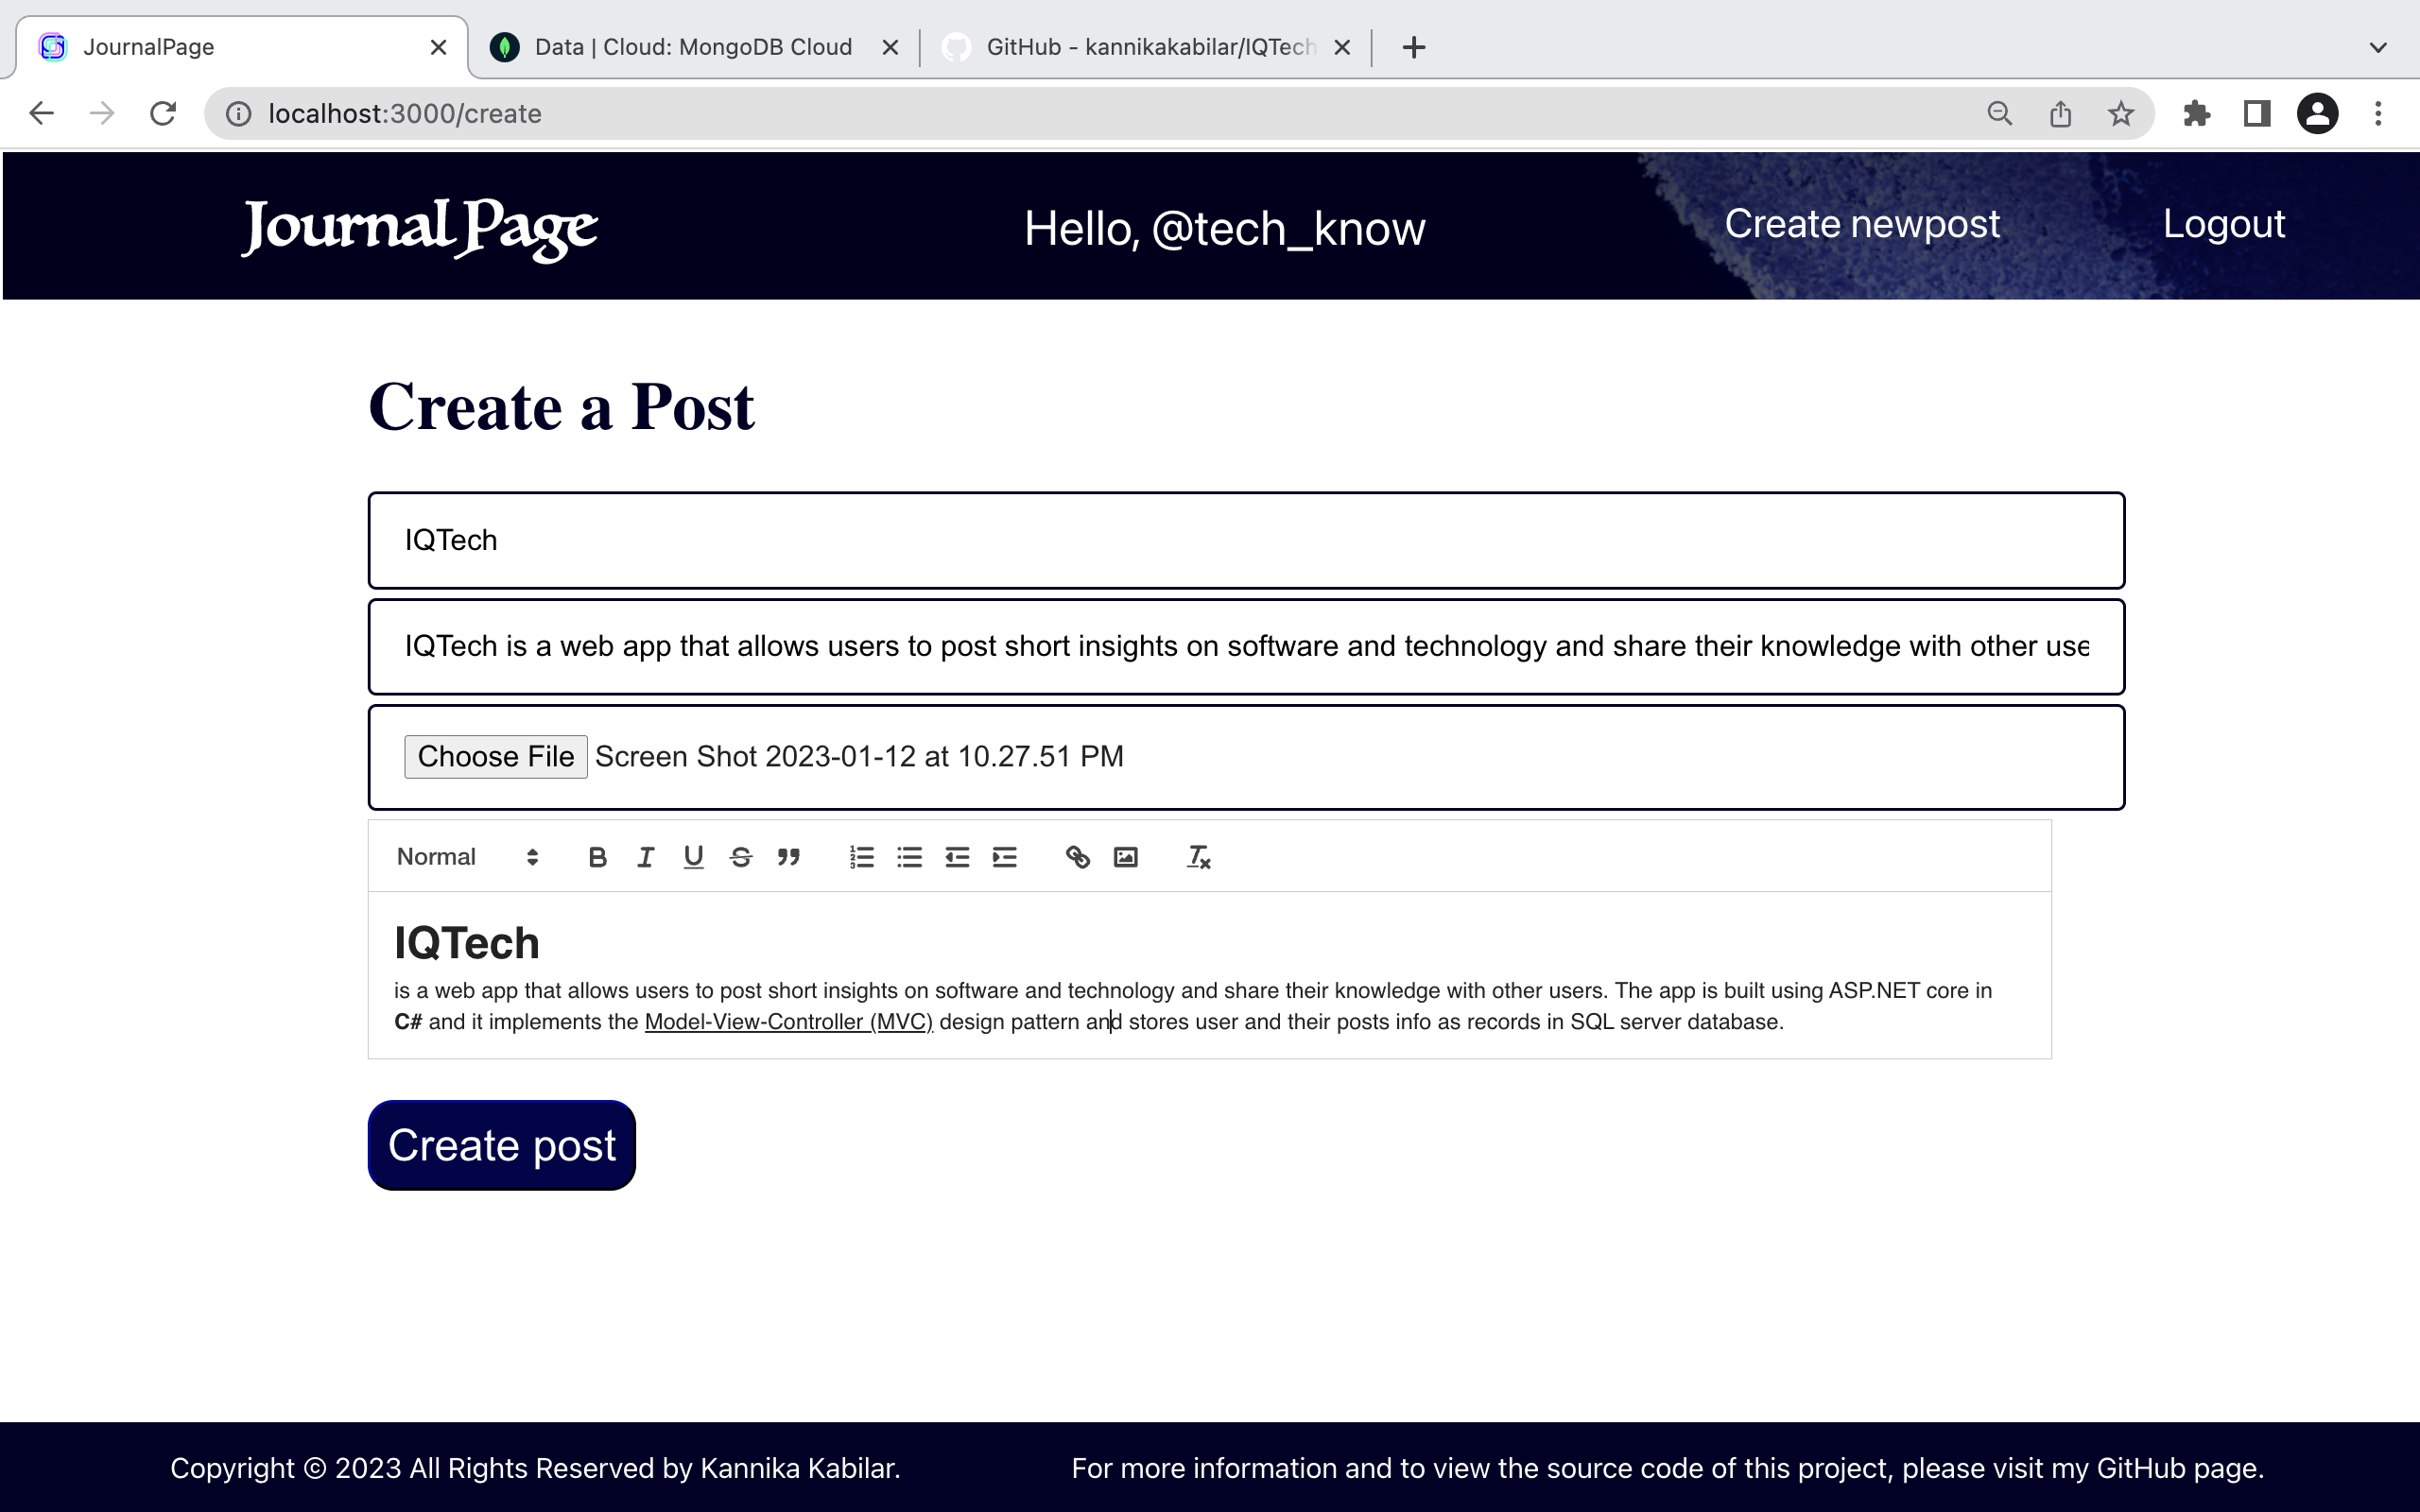 JournalPage
Data | Cloud: MongoDB Cloud
GitHub - kannikakabilar/IQTech
localhost:3000/create
Journal Page
Hello, @tech_know
Create newpost
Logout
Create a Post
IQTech
IQTech is a web app that allows users to post short insights on software and technology and share their knowledge with other use
Choose File Screen Shot 2023-01-12 at 10.27.51 PM
Normal
IQTech
is a web app that allows users to post short insights on software and technology and share their knowledge with other users. The app is built using ASP.NET core in
C# and it implements the Model-View-Controller (MVC) design pattern and stores user and their posts info as records in SQL server database.
Create post
Copyright © 2023 All Rights Reserved by Kannika Kabilar.
For more information and to view the source code of this project, please visit my GitHub page.